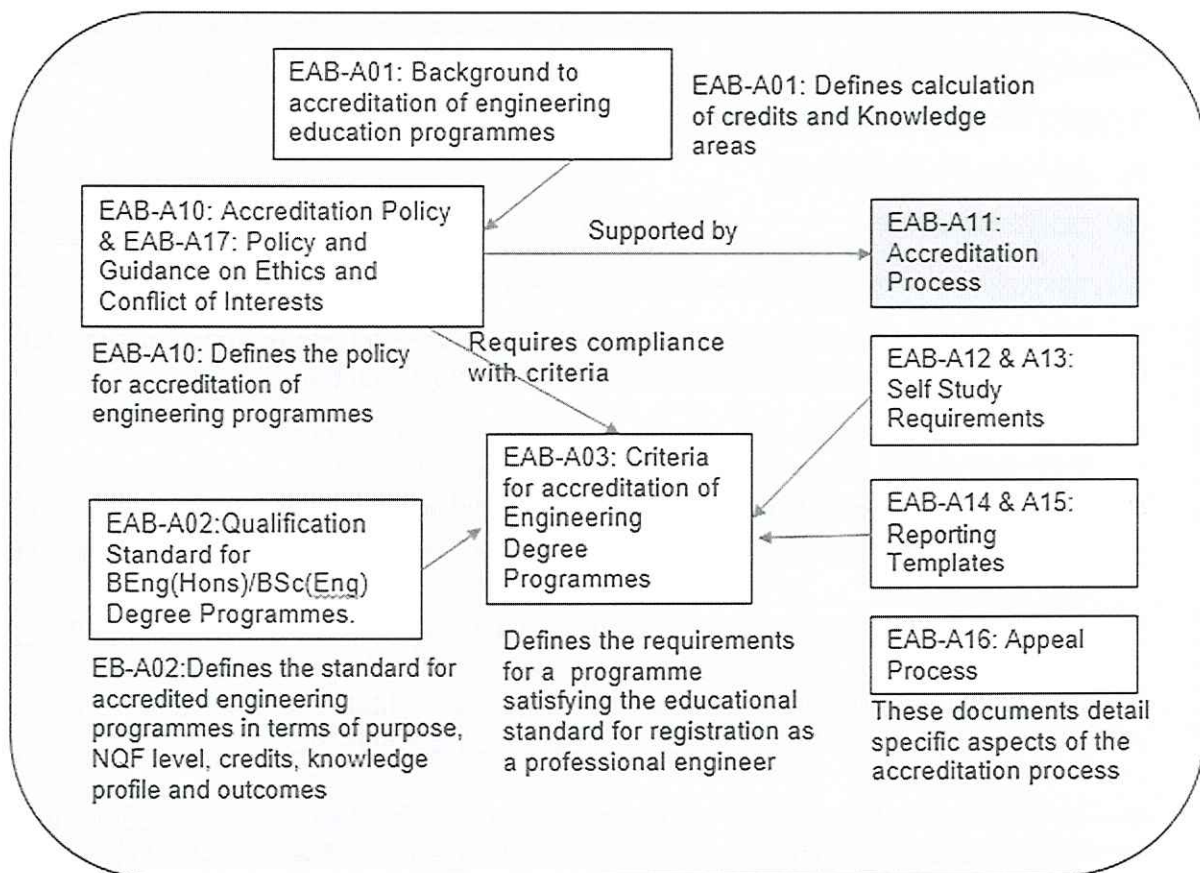 EAB-A01: Background to
accreditation of engineering
education programmes
EAB-A01: Defines calculation
of credits and Knowledge
areas
EAB-A10: Accreditation Policy
& EAB-A17: Policy and
Guidance on Ethics and
Conflict of Interests
Supported by
EAB-A11:
Accreditation
Process
EAB-A10: Defines the policy
for accreditation of
engineering programmes
Requires compliance
with criteria
EAB-A12 & A13:
Self Study
Requirements
EAB-A02:Qualification
Standard for
BEng(Hons)/BSc(Eng)
Degree Programmes.
EAB-A03: Criteria
for accreditation of
Engineering
Degree
Programmes
EAB-A14 & A15:
Reporting
Templates
EB-A02:Defines the standard for
accredited engineering
programmes in terms of purpose,
NQF level, credits, knowledge
profile and outcomes
Defines the requirements
for a programme
satisfying the educational
standard for registration as
a professional engineer
EAB-A16: Appeal
Process
These documents detail
specific aspects of the
accreditation process